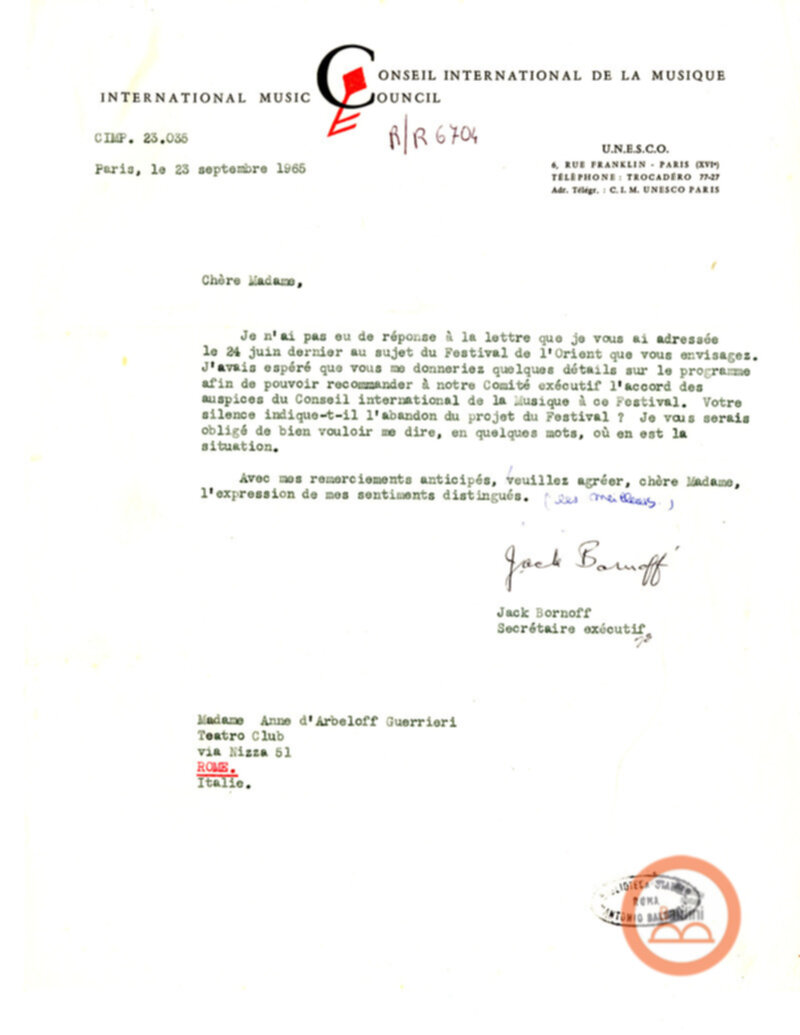 CONSEIL INTERNATIONAL DE LA MUSIQUE
INTERNATIONAL MUSIC COUNCIL
CIMP. 23.035
R/R 6704
Paris, le 23 septembre 1965
U.N.E.S.C.O.
6, RUE FRANKLIN - PARIS (XVIe)
TÉLÉPHONE : TROCADÉRO 77-27
Adr. Télégr. : C. I. M. UNESCO PARIS
Chère Madame,
Je n'ai pas eu de réponse à la lettre que je vous ai adressée
le 24 juin dernier au sujet du Festival de l'Orient que vous envisagez.
J'avais espéré que vous me donneriez quelques détails sur le programme
afin de pouvoir recommander à notre Comité exécutif l'accord des
auspices du Conseil international de la Musique à ce Festival. Votre
silence indique-t-il l'abandon du projet du Festival ? Je vous serais
obligé de bien vouloir me dire, en quelques mots, où en est la
situation.
Avec mes remerciements anticipés, veuillez agréer, chère Madame,
l'expression de mes sentiments distingués. (les meilleurs.)
Jack Bornoff
Jack Bornoff
Secrétaire exécutif
Madame Anne d'Arbeloff Guerrieri
Teatro Club
via Nizza 51
ROME.
Italie.
ROMA